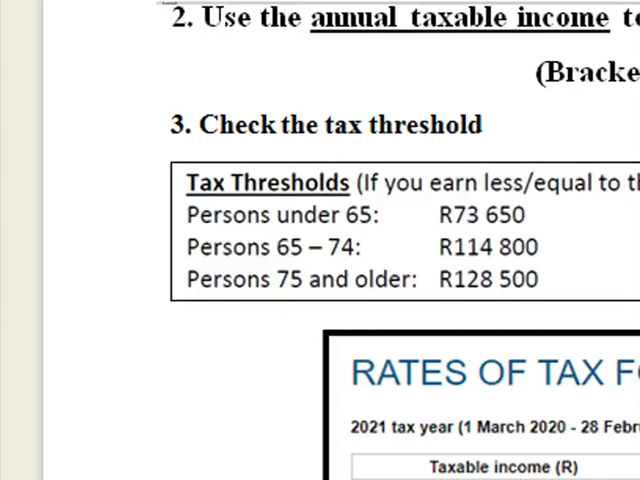 2. Use the annual taxable income
(Bracke
3. Check the tax threshold
Tax Thresholds (If you earn less/equal to
Persons under 65: R73 650
Persons 65 – 74: R114 800
Persons 75 and older: R128 500
RATES OF TAX
2021 tax year (1 March 2020 - 28
Taxable income (R)